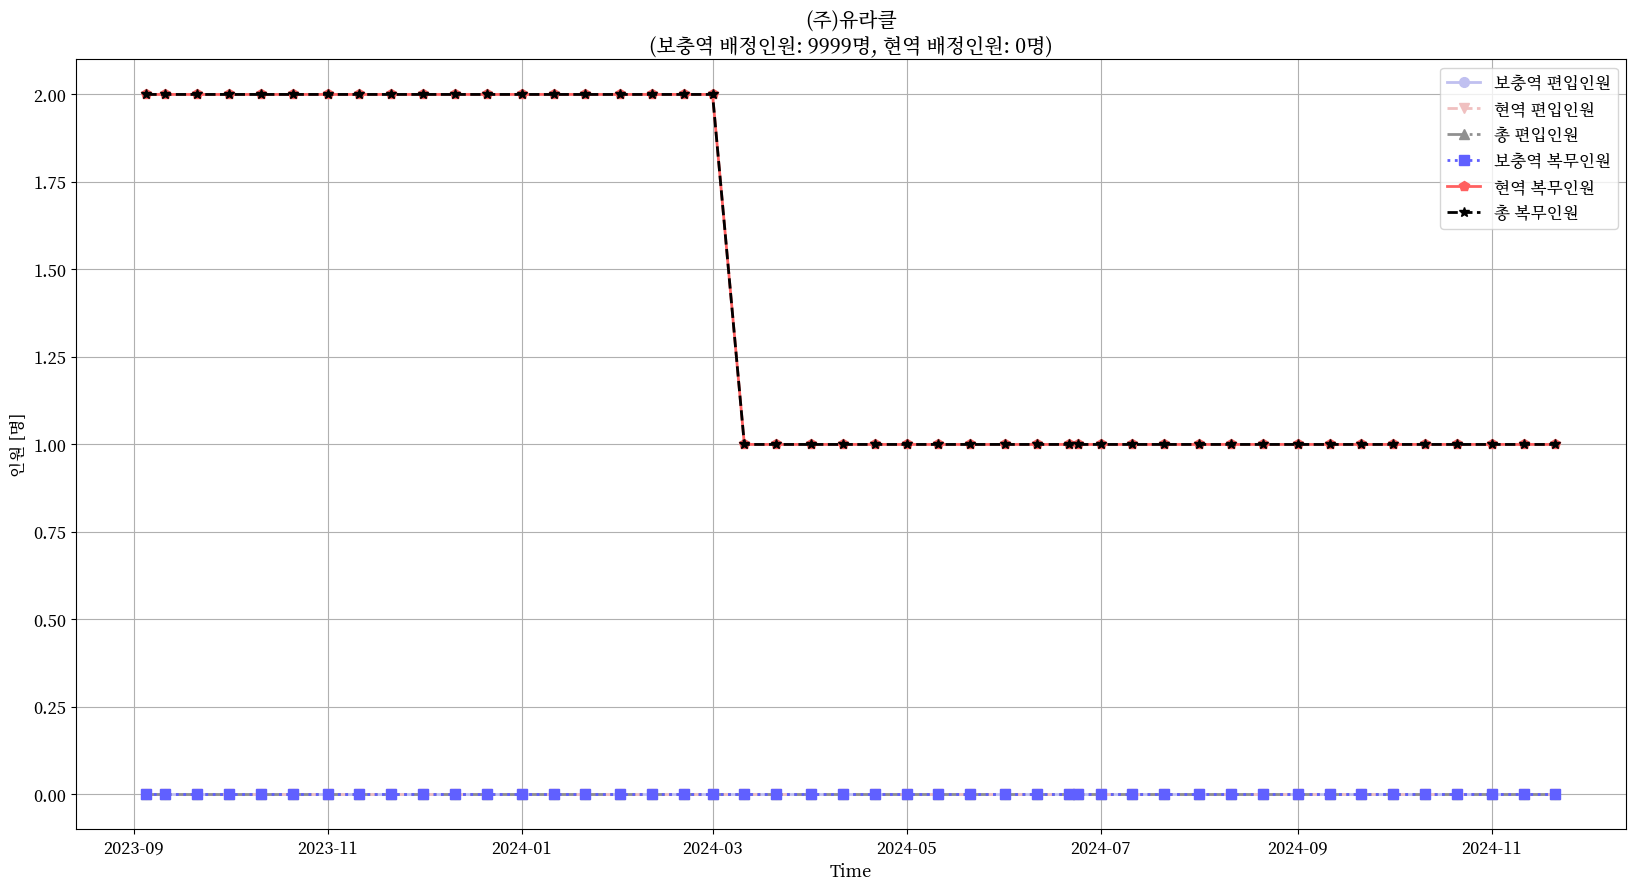 (주)유라클
(보충역 배정인원: 9999명, 현역 배정인원: 0명)
보충역 편입인원
현역 편입인원
총 편입인원
보충역 복무인원
현역 복무인원
총 복무인원
인원 [명]
2.00
1.75
1.50
1.25
1.00
0.75
0.50
0.25
0.00
2023-09 2023-11 2024-01 2024-03 2024-05 2024-07 2024-09 2024-11
Time